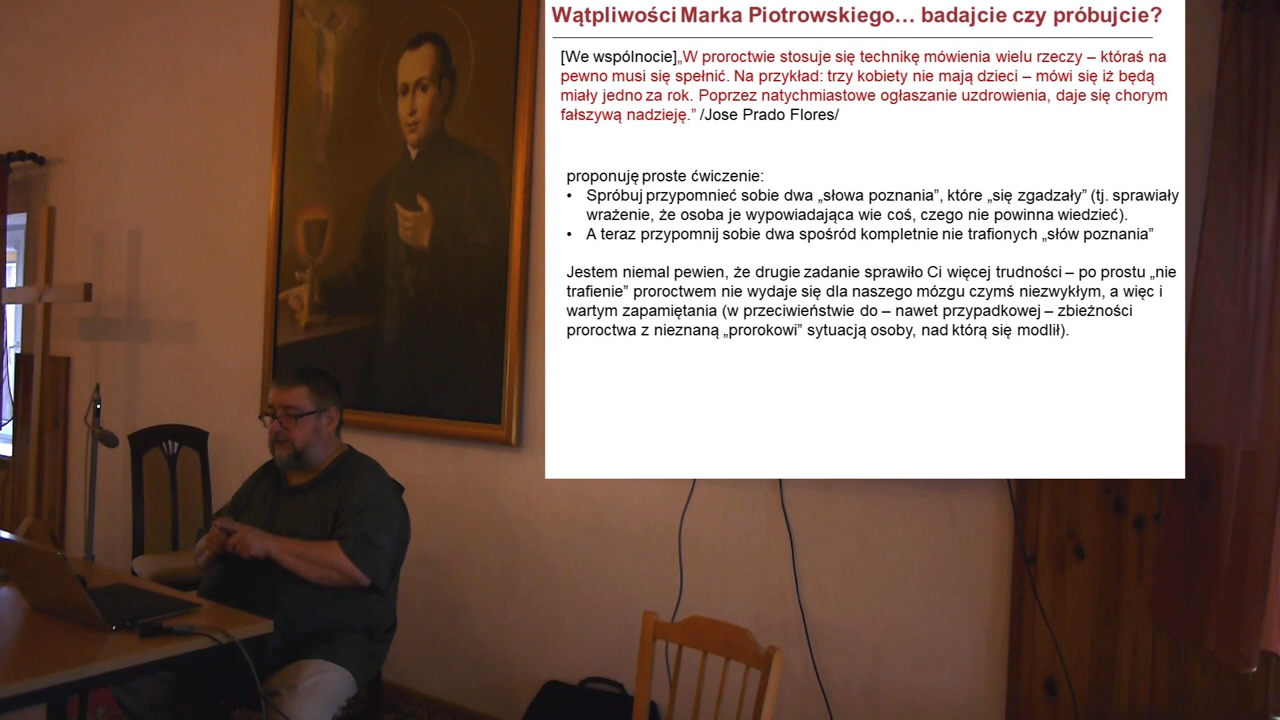 Wątpliwości Marka Piotrowskiego… badajcie czy próbujcie?
[We wspólnocie]„W proroctwie stosuje się technikę mówienia wielu rzeczy – któraś na
pewno musi się spełnić. Na przykład: trzy kobiety nie mają dzieci – mówi się iż będą
miały jedno za rok. Poprzez natychmiastowe ogłaszanie uzdrowienia, daje się chorym
fałszywą nadzieję.” /Jose Prado Flores/
proponuję proste ćwiczenie:
• Spróbuj przypomnieć sobie dwa „słowa poznania”, które „się zgadzały” (tj. sprawiały
wrażenie, że osoba je wypowiadająca wie coś, czego nie powinna wiedzieć).
• A teraz przypomnij sobie dwa spośród kompletnie nie trafionych „słów poznania”
Jestem niemal pewien, że drugie zadanie sprawiło Ci więcej trudności – po prostu „nie
trafienie” proroctwem nie wydaje się dla naszego mózgu czymś niezwykłym, a więc i
wartym zapamiętania (w przeciwieństwie do – nawet przypadkowej – zbieżności
proroctwa z nieznaną „prorokowi” sytuacją osoby, nad którą się modlił).